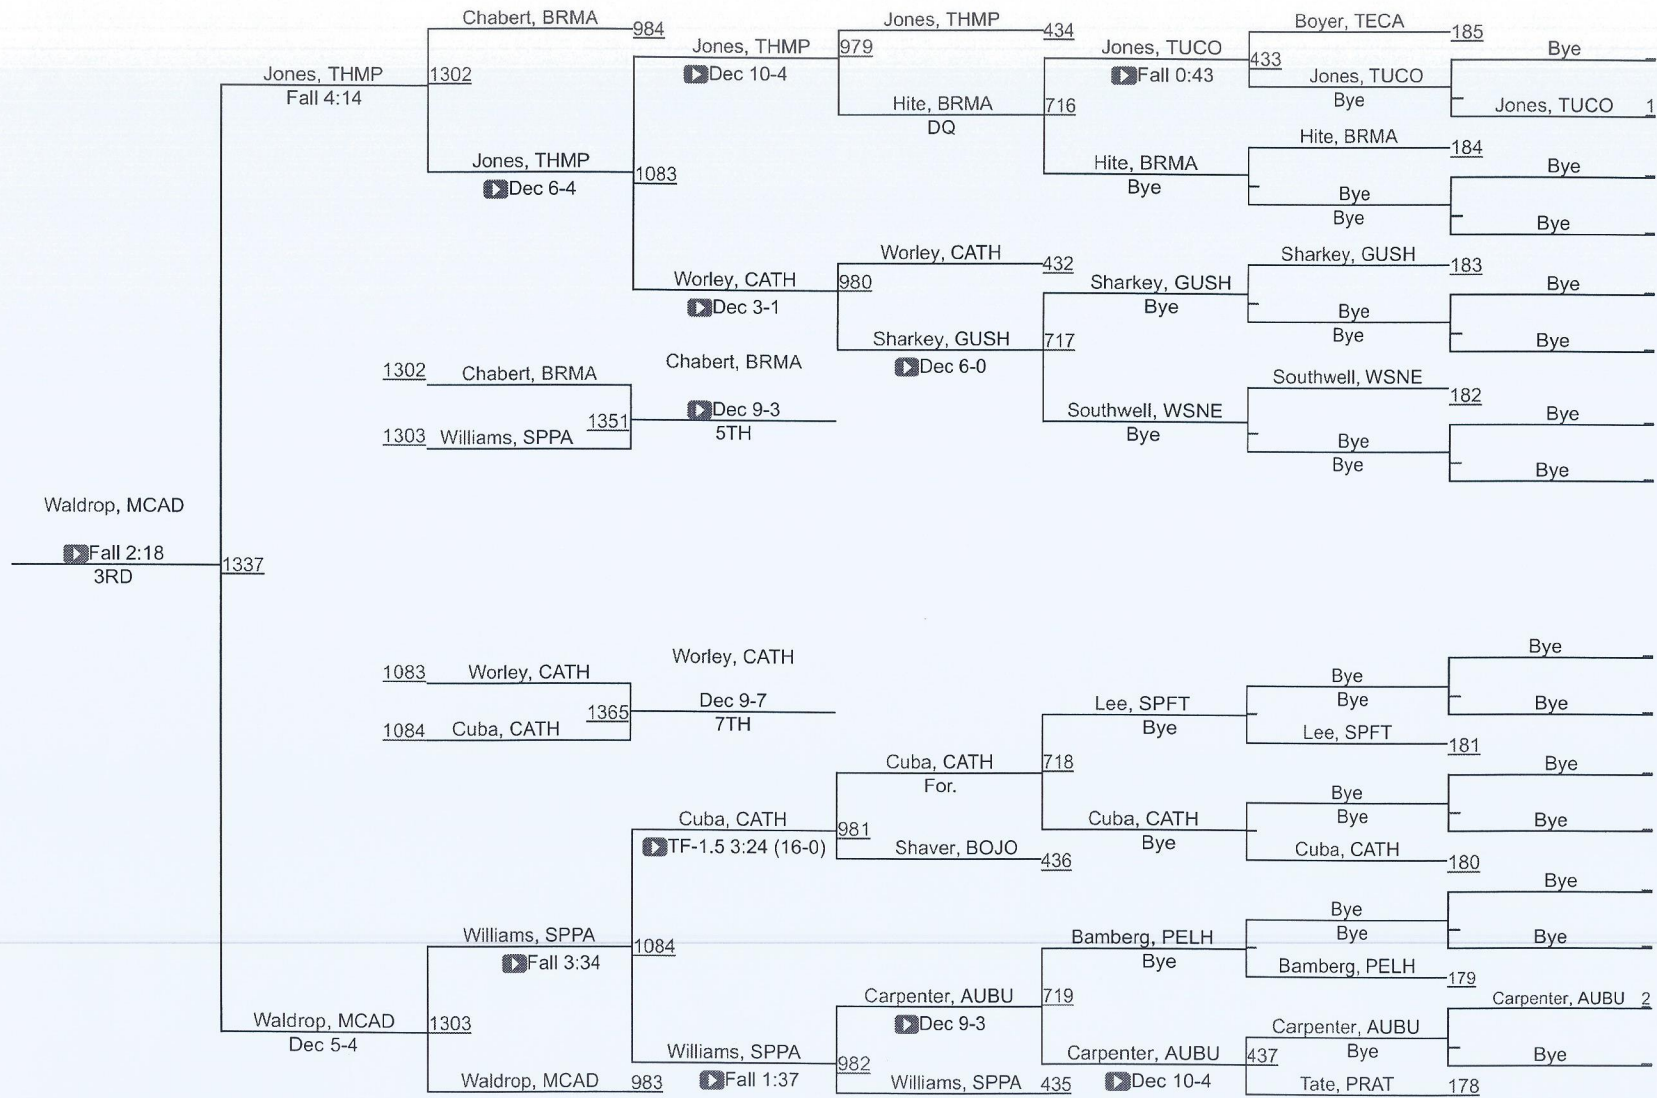 Chabert, BRMA
984
Jones, THMP
434
Boyer, TECA
185
Bye
Jones, THMP
979
Jones, TUCO
433
Jones, THMP
1302
Dec 10-4
Fall 0:43
Jones, TUCO
Fall 4:14
Hite, BRMA
716
Bye
Jones, TUCO 1
DQ
Hite, BRMA
184
Jones, THMP
1083
Hite, BRMA
Bye
Dec 6-4
Bye
Bye
Bye
Bye
Worley, CATH
432
Sharkey, GUSH
183
Worley, CATH
980
Sharkey, GUSH
Bye
Dec 3-1
Bye
Bye
Bye
Sharkey, GUSH
717
Bye
1302 Chabert, BRMA
Chabert, BRMA
Dec 6-0
Southwell, WSNE
182
Dec 9-3
Southwell, WSNE
Bye
1303 Williams, SPPA
1351
5TH
Bye
Bye
Bye
Bye
Waldrop, MCAD
Fall 2:18
1337
3RD
Bye
1083 Worley, CATH
Worley, CATH
Bye
Bye
Dec 9-7
Lee, SPFT
Bye
1084 Cuba, CATH
1365
7TH
Bye
Lee, SPFT
181
Cuba, CATH
718
Bye
For.
Bye
Cuba, CATH
981
Cuba, CATH
Bye
Bye
TF-1.5 3:24 (16-0)
Shaver, BOJO
436
Bye
Cuba, CATH
180
Bye
Bye
Williams, SPPA
1084
Bamberg, PELH
Bye
Bye
Fall 3:34
Bye
Bamberg, PELH
179
Carpenter, AUBU
719
Carpenter, AUBU 2
Waldrop, MCAD
1303
Dec 9-3
Carpenter, AUBU
Dec 5-4
Williams, SPPA
982
Carpenter, AUBU
437
Bye
Bye
Waldrop, MCAD
983
Fall 1:37
Williams, SPPA
435
Dec 10-4
Tate, PRAT
178